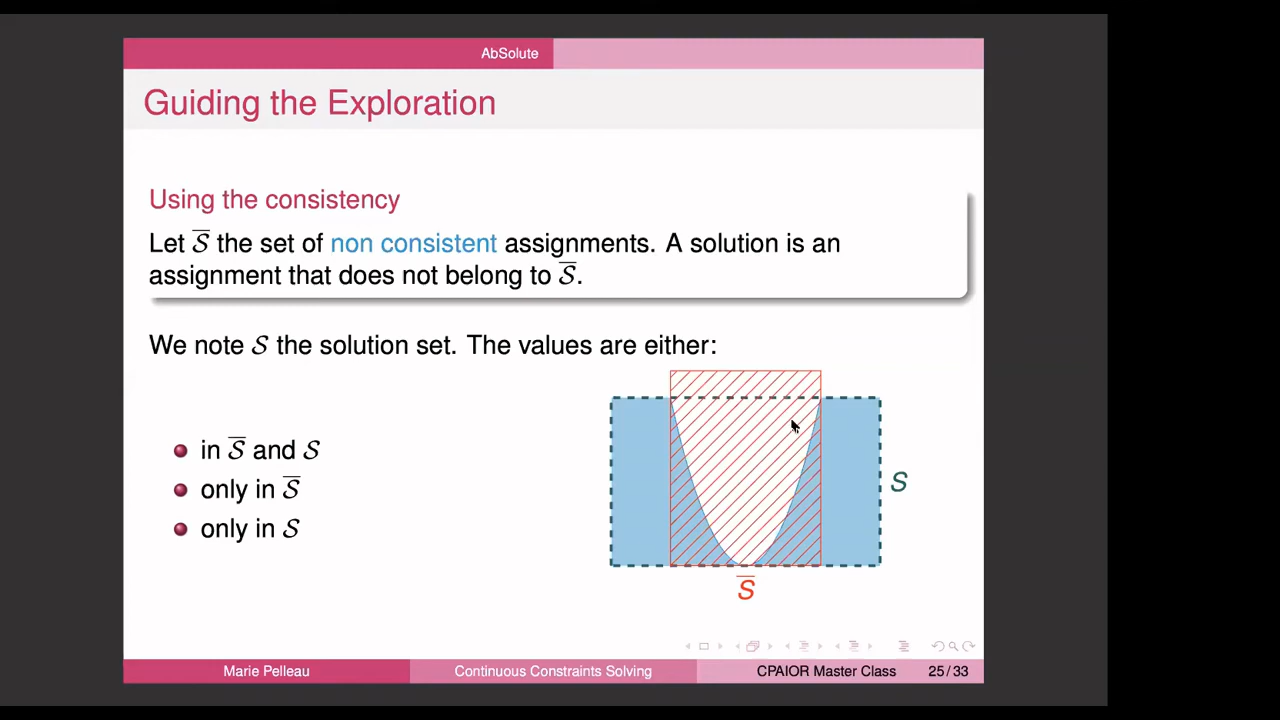 AbSolute
Guiding the Exploration
Using the consistency
Let S̅ the set of non consistent assignments. A solution is an
assignment that does not belong to S̅.
We note S the solution set. The values are either:
in S̅ and S
only in S̅
only in S
S
S̅
Marie Pelleau
Continuous Constraints Solving
CPAIOR Master Class
25/33